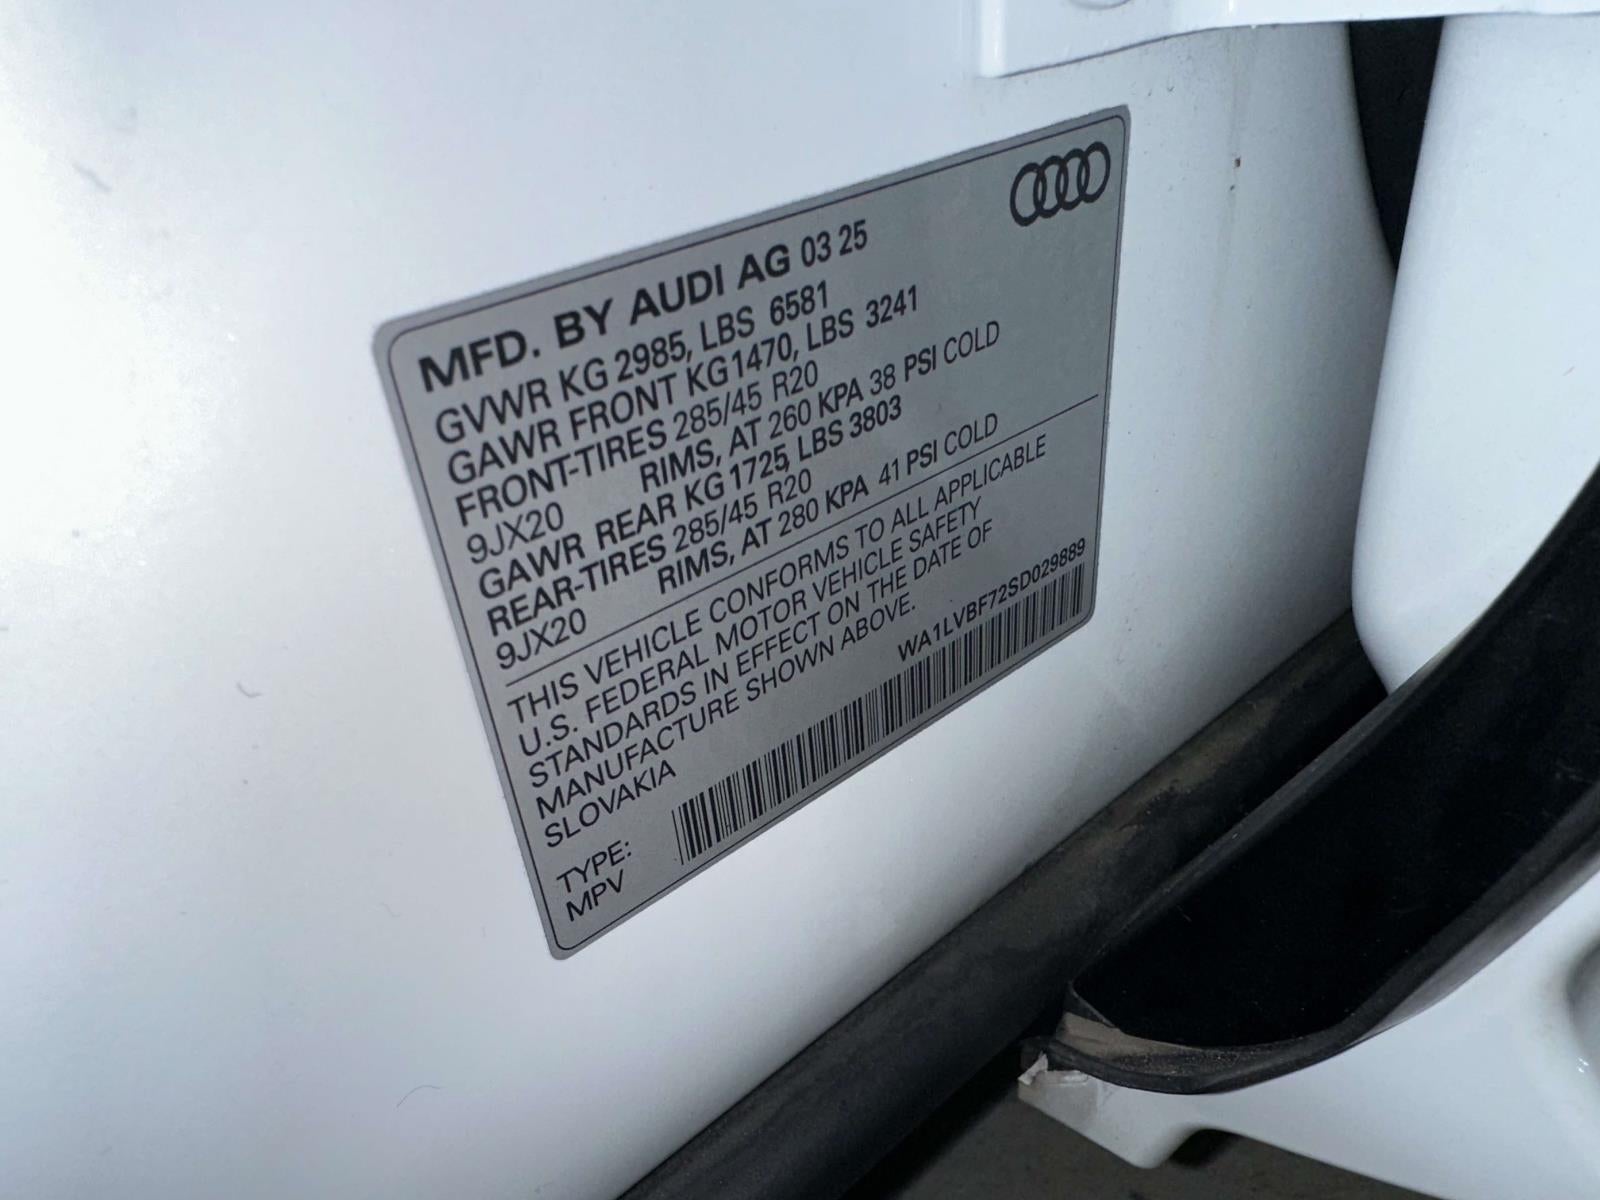 MFD. BY AUDI AG 03 25
GVWR KG 2985, LBS 6581
GAWR FRONT KG1470, LBS 3241
FRONT-TIRES 285/45 R20
9JX20 RIMS, AT 260 KPA 38 PSI COLD
GAWR REAR KG1725, LBS 3803
REAR-TIRES 285/45 R20
9JX20 RIMS, AT 280 KPA 41 PSI COLD
THIS VEHICLE CONFORMS TO ALL APPLICABLE
U.S. FEDERAL MOTOR VEHICLE SAFETY
STANDARDS IN EFFECT ON THE DATE OF
MANUFACTURE SHOWN ABOVE.
SLOVAKIA
WA1LVBF72SD029889
TYPE:
MPV